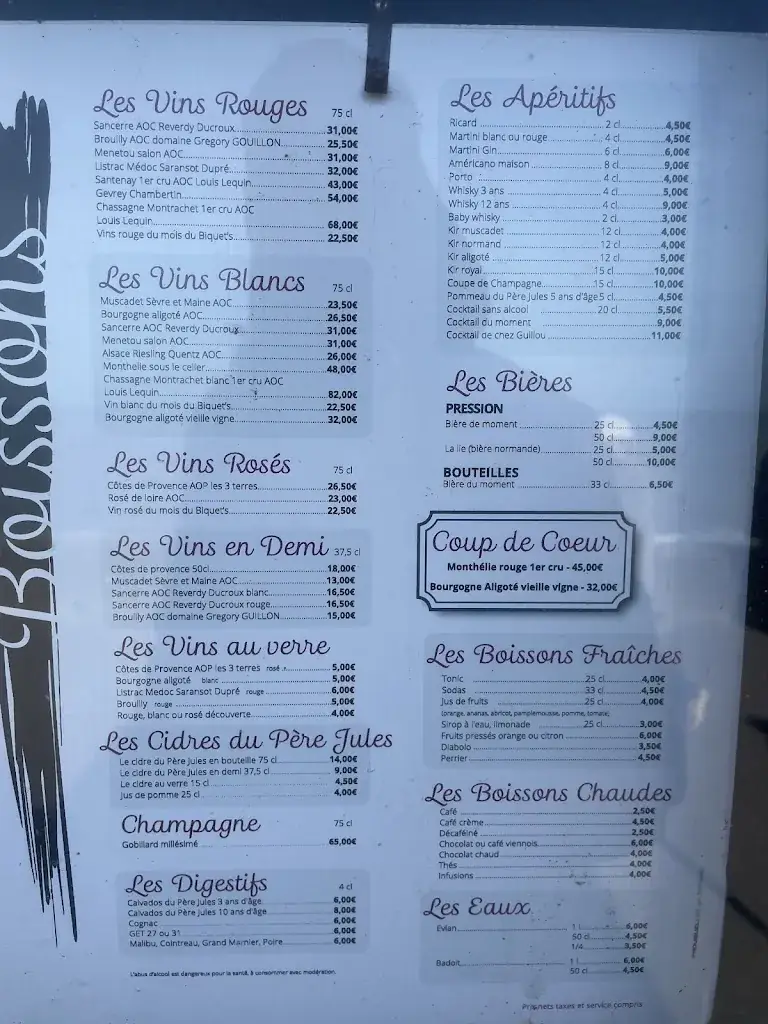 Boissons
Les Vins Rouges 75 cl
Sancerre AOC Reverdy Ducroux 31,00€
Brouilly AOC domaine Gregory GOUILLON 25,50€
Menetou salon AOC 31,00€
Listrac Médoc Saransot Dupré 32,00€
Santenay 1er cru AOC Louis Lequin 43,00€
Gevrey Chambertin 54,00€
Chassagne Montrachet 1er cru AOC
Louis Lequin 68,00€
Vins rouge du mois du Biquet's 22,50€
Les Vins Blancs 75 cl
Muscadet Sèvre et Maine AOC 23,50€
Bourgogne aligoté AOC 26,50€
Sancerre AOC Reverdy Ducroux 31,00€
Menetou salon AOC 31,00€
Alsace Riesling Quentz AOC 26,00€
Monthelie sous le celier 48,00€
Chassagne Montrachet blanc 1er cru AOC
Louis Lequin 82,00€
Vin blanc du mois du Biquet's 22,50€
Bourgogne aligoté vieille vigne 32,00€
Les Vins Rosés 75 cl
Côtes de Provence AOP les 3 terres 26,50€
Rosé de loire AOC 23,00€
Vin rosé du mois du Biquet's 22,50€
Les Vins en Demi 37,5 cl
Côtes de provence 50cl 18,00€
Muscadet Sèvre et Maine AOC 13,00€
Sancerre AOC Reverdy Ducroux blanc 16,50€
Sancerre AOC Reverdy Ducroux rouge 16,50€
Brouilly AOC domaine Gregory GUILLON 15,00€
Les Vins au verre
Côtes de Provence AOP les 3 terres rosé 5,00€
Bourgogne aligoté blanc 5,00€
Listrac Medoc Saransot Dupré rouge 6,00€
Brouilly rouge 5,00€
Rouge, blanc ou rosé découverte 4,00€
Les Cidres du Père Jules
Le cidre du Père Jules en bouteille 75 cl 14,00€
Le cidre du Père Jules en demi 37,5 cl 9,00€
Le cidre au verre 15 cl 4,50€
Jus de pomme 25 cl 4,00€
Champagne 75 cl
Gobillard millésimé 65,00€
Les Digestifs 4 cl
Calvados du Père Jules 3 ans d'âge 6,00€
Calvados du Père Jules 10 ans d'âge 8,00€
Cognac 6,00€
GET 27 ou 31 6,00€
Malibu, Cointreau, Grand Marnier, Poire 6,00€
L'abus d'alcool est dangereux pour la santé, à consommer avec modération.
Les Apéritifs
Ricard 2 cl 4,50€
Martini blanc ou rouge 4 cl 4,50€
Martini Gin 6 cl 6,00€
Américano maison 8 cl 9,00€
Porto 4 cl 4,00€
Whisky 3 ans 4 cl 5,00€
Whisky 12 ans 4 cl 9,00€
Baby whisky 2 cl 3,00€
Kir muscadet 12 cl 4,00€
Kir normand 12 cl 4,00€
Kir aligoté 12 cl 5,00€
Kir royal 15 cl 10,00€
Coupe de Champagne 15 cl 10,00€
Pommeau du Père Jules 5 ans d'âge 5 cl 4,50€
Cocktail sans alcool 20 cl 5,50€
Cocktail du moment 9,00€
Cocktail de chez Guillou 11,00€
Les Bières
PRESSION
Bière de moment 25 cl 4,50€
50 cl 9,00€
La lie (bière normande) 25 cl 5,00€
50 cl 10,00€
BOUTEILLES
Bière du moment 33 cl 6,50€
Coup de Coeur
Monthélie rouge 1er cru - 45,00€
Bourgogne Aligoté vieille vigne - 32,00€
Les Boissons Fraîches
Tonic 25 cl 4,00€
Sodas 33 cl 4,50€
Jus de fruits 25 cl 4,00€
(orange, ananas, abricot, pamplemousse, pomme, tomate)
Sirop à l'eau, limonade 25 cl 3,00€
Fruits pressés orange ou citron 6,00€
Diabolo 3,50€
Perrier 4,50€
Les Boissons Chaudes
Café 2,50€
Café crème 4,50€
Décaféiné 2,50€
Chocolat ou café viennois 6,00€
Chocolat chaud 4,00€
Thés 4,00€
Infusions 4,00€
Les Eaux
Evian 1 l 6,00€
50 cl 4,50€
1/4 3,50€
Badoit 1 l 6,00€
50 cl 4,50€
Prix nets taxes et service compris